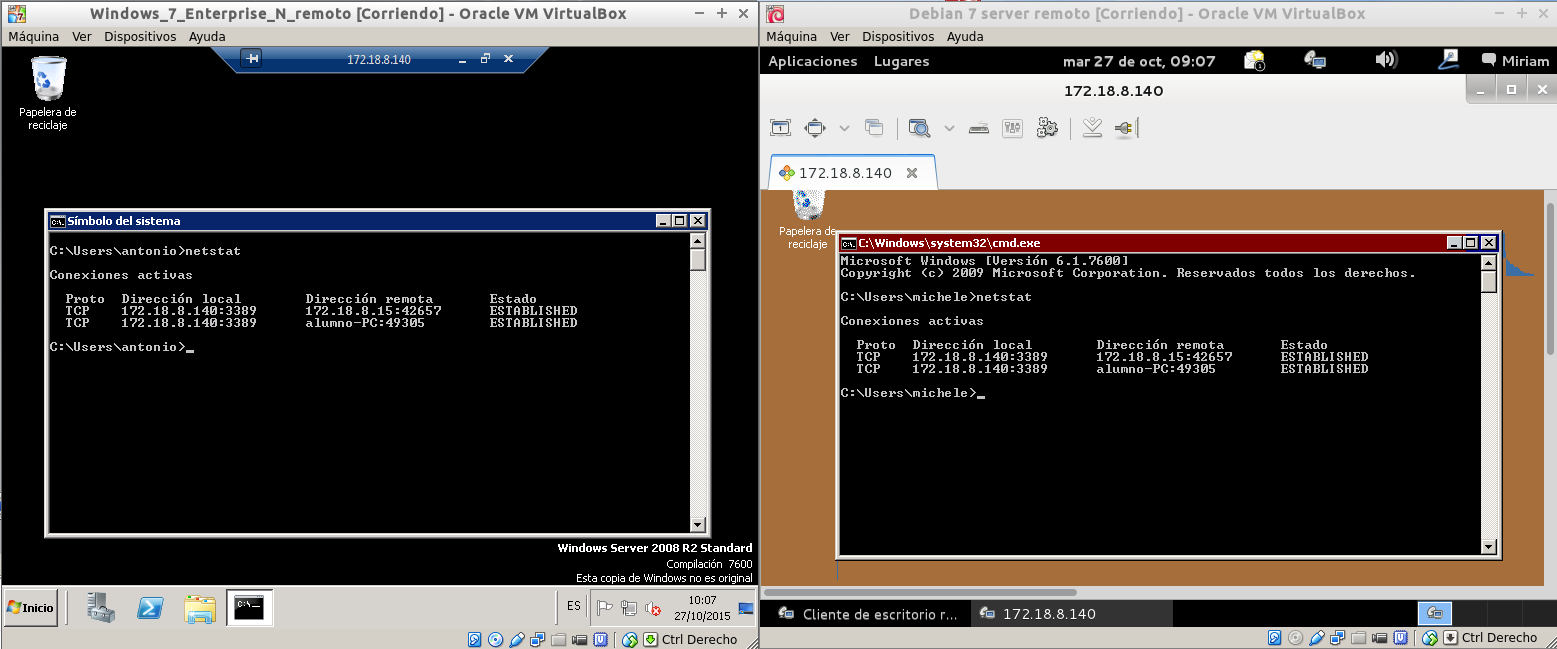 Windows_7_Enterprise_N_remoto [Corriendo] - Oracle VM VirtualBox
Máquina Ver Dispositivos Ayuda
172.18.8.140
Papelera de
reciclaje
Símbolo del sistema
C:\Users\antonio>netstat
Conexiones activas
Proto Dirección local Dirección remota Estado
TCP 172.18.8.140:3389 172.18.8.15:42657 ESTABLISHED
TCP 172.18.8.140:3389 alumno-PC:49305 ESTABLISHED
C:\Users\antonio>_
Windows Server 2008 R2 Standard
Compilación 7600
Esta copia de Windows no es original
Inicio
ES
10:07
27/10/2015
Ctrl Derecho
Debian 7 server remoto [Corriendo] - Oracle VM VirtualBox
Máquina Ver Dispositivos Ayuda
Aplicaciones Lugares mar 27 de oct, 09:07 Miriam
172.18.8.140
172.18.8.140
Papelera de
reciclaje
C:\Windows\system32\cmd.exe
Microsoft Windows [Versión 6.1.7600]
Copyright (c) 2009 Microsoft Corporation. Reservados todos los derechos.
C:\Users\michele>netstat
Conexiones activas
Proto Dirección local Dirección remota Estado
TCP 172.18.8.140:3389 172.18.8.15:42657 ESTABLISHED
TCP 172.18.8.140:3389 alumno-PC:49305 ESTABLISHED
C:\Users\michele>_
Cliente de escritorio r... 172.18.8.140
Ctrl Derecho